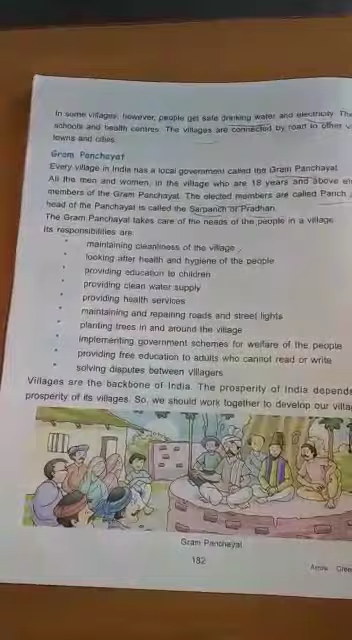 In some villages, however, people get safe drinking water and electricity. The
schools and health centres. The villages are connected by road to other
towns and cities.
Gram Panchayat
Every village in India has a local government called the Gram Panchayat.
All the men and women, in the village who are 18 years and above
members of the Gram Panchayat. The elected members are called Panch
head of the Panchayat is called the Sarpanch or Pradhan.
The Gram Panchayat takes care of the needs of the people in a village.
Its responsibilities are:
• maintaining cleanliness of the village
• looking after health and hygiene of the people
• providing education to children
• providing clean water supply
• providing health services
• maintaining and repairing roads and street lights
• planting trees in and around the village
• implementing government schemes for welfare of the people
• providing free education to adults who cannot read or write
• solving disputes between villagers
Villages are the backbone of India. The prosperity of India depend
prosperity of its villages. So, we should work together to develop our villa
Gram Panchayat
182